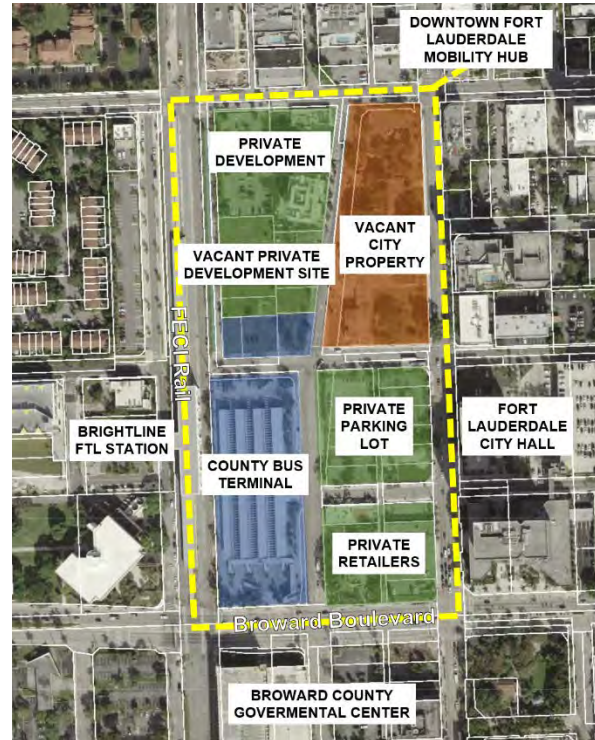 DOWNTOWN FORT
LAUDERDALE
MOBILITY HUB
PRIVATE
DEVELOPMENT
VACANT PRIVATE
DEVELOPMENT SITE
VACANT
CITY
PROPERTY
FECI Rail
BRIGHTLINE
FTL STATION
COUNTY BUS
TERMINAL
PRIVATE
PARKING
LOT
FORT
LAUDERDALE
CITY HALL
PRIVATE
RETAILERS
Broward Boulevard
BROWARD COUNTY
GOVERMENTAL CENTER